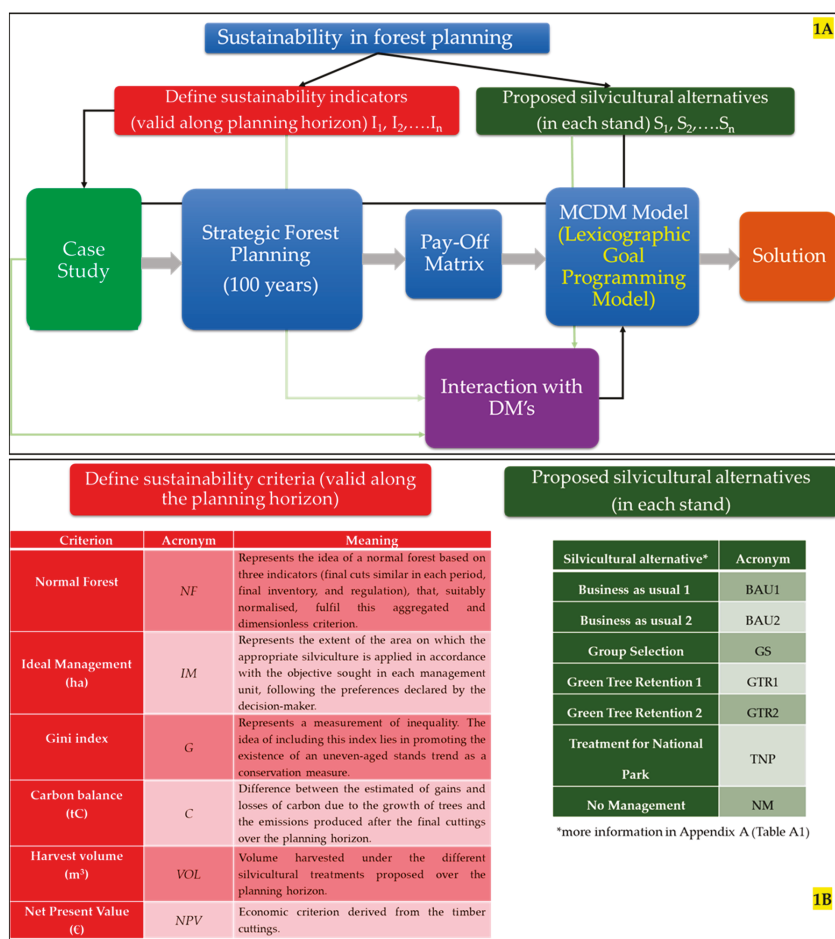 1A
Sustainability in forest planning
Define sustainability indicators
(valid along planning horizon) I1, I2,….In
Proposed silvicultural alternatives
(in each stand) S1, S2,….Sn
Case
Study
Strategic Forest
Planning
(100 years)
Pay-Off
Matrix
MCDM Model
(Lexicographic
Goal
Programming
Model)
Solution
Interaction with
DM's
Define sustainability criteria (valid along
the planning horizon)
Criterion Acronym Meaning
Normal Forest NF
Represents the idea of a normal forest based on
three indicators (final cuts similar in each period,
final inventory, and regulation), that, suitably
normalised, fulfil this aggregated and
dimensionless criterion.
Ideal Management
(ha)
IM
Represents the extent of the area on which the
appropriate silviculture is applied in accordance
with the objective sought in each management
unit, following the preferences declared by the
decision-maker.
Gini index G
Represents a measurement of inequality. The
idea of including this index lies in promoting the
existence of an uneven-aged stands trend as a
conservation measure.
Carbon balance
(tC)
C
Difference between the estimated of gains and
losses of carbon due to the growth of trees and
the emissions produced after the final cuttings
over the planning horizon.
Harvest volume
(m³)
VOL
Volume harvested under the different
silvicultural treatments proposed over the
planning horizon.
Net Present Value
(€)
NPV
Economic criterion derived from the timber
cuttings.
Proposed silvicultural alternatives
(in each stand)
Silvicultural alternative* Acronym
Business as usual 1 BAU1
Business as usual 2 BAU2
Group Selection GS
Green Tree Retention 1 GTR1
Green Tree Retention 2 GTR2
Treatment for National
Park
TNP
No Management NM
*more information in Appendix A (Table A1)
1B